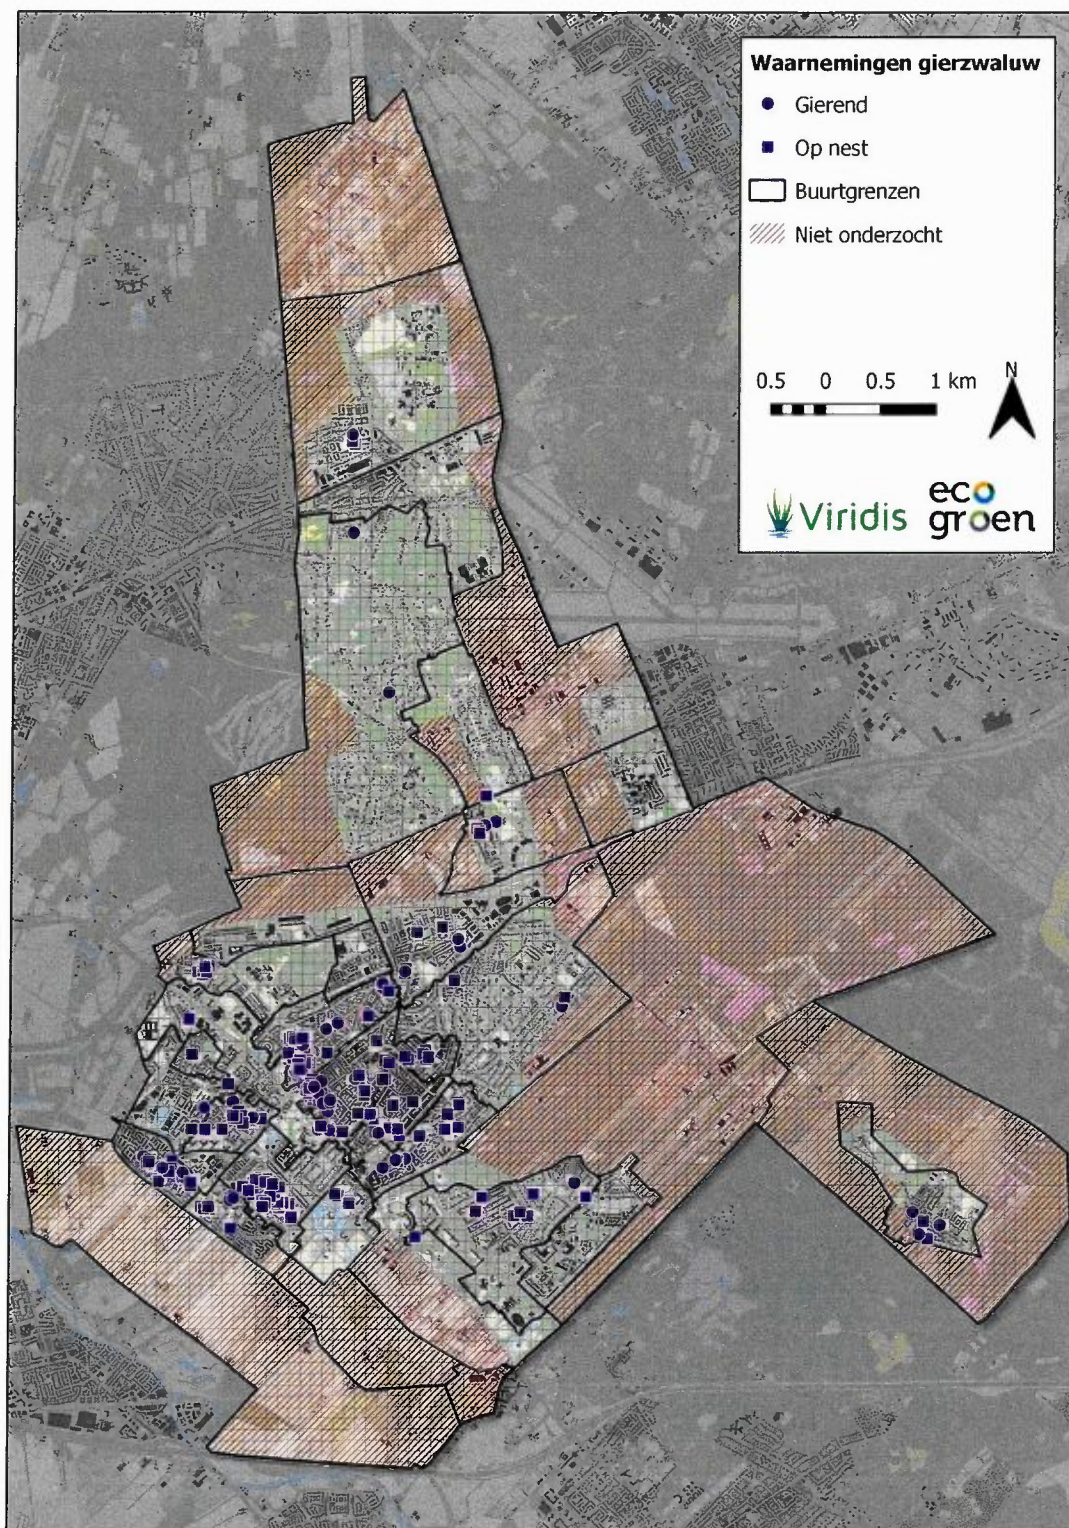 Waarnemingen gierzwaluw
Gierend
Op nest
Buurtgrenzen
Niet onderzocht
0.5 0 0.5 1 km
N
Viridis
eco
groen